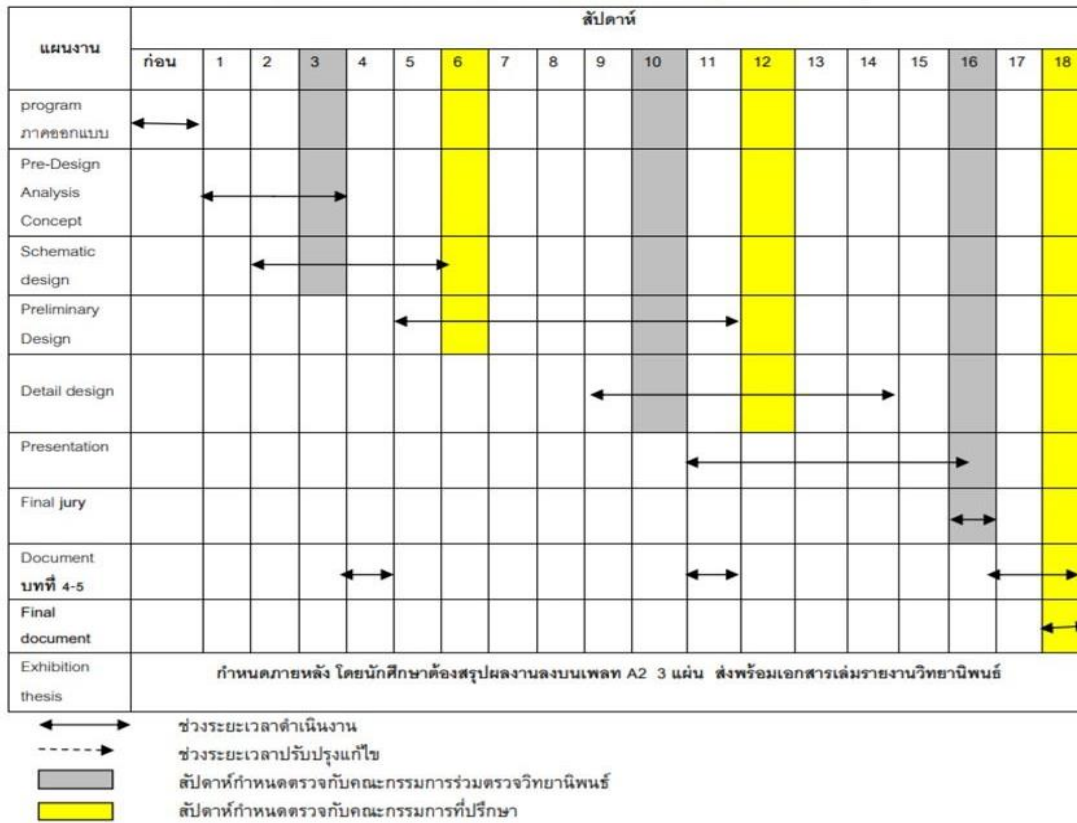 แผนงาน
สัปดาห์
ก่อน 1 2 3 4 5 6 7 8 9 10 11 12 13 14 15 16 17 18
program
ภาคออกแบบ
Pre-Design
Analysis
Concept
Schematic
design
Preliminary
Design
Detail design
Presentation
Final jury
Document
บทที่ 4-5
Final
document
Exhibition
thesis
กำหนดภายหลัง โดยนักศึกษาต้องสรุปผลงานลงบนเพลท A2 3 แผ่น ส่งพร้อมเอกสารเล่มรายงานวิทยานิพนธ์
ช่วงระยะเวลาดำเนินงาน
ช่วงระยะเวลาปรับปรุงแก้ไข
สัปดาห์กำหนดตรวจกับคณะกรรมการร่วมตรวจวิทยานิพนธ์
สัปดาห์กำหนดตรวจกับคณะกรรมการที่ปรึกษา